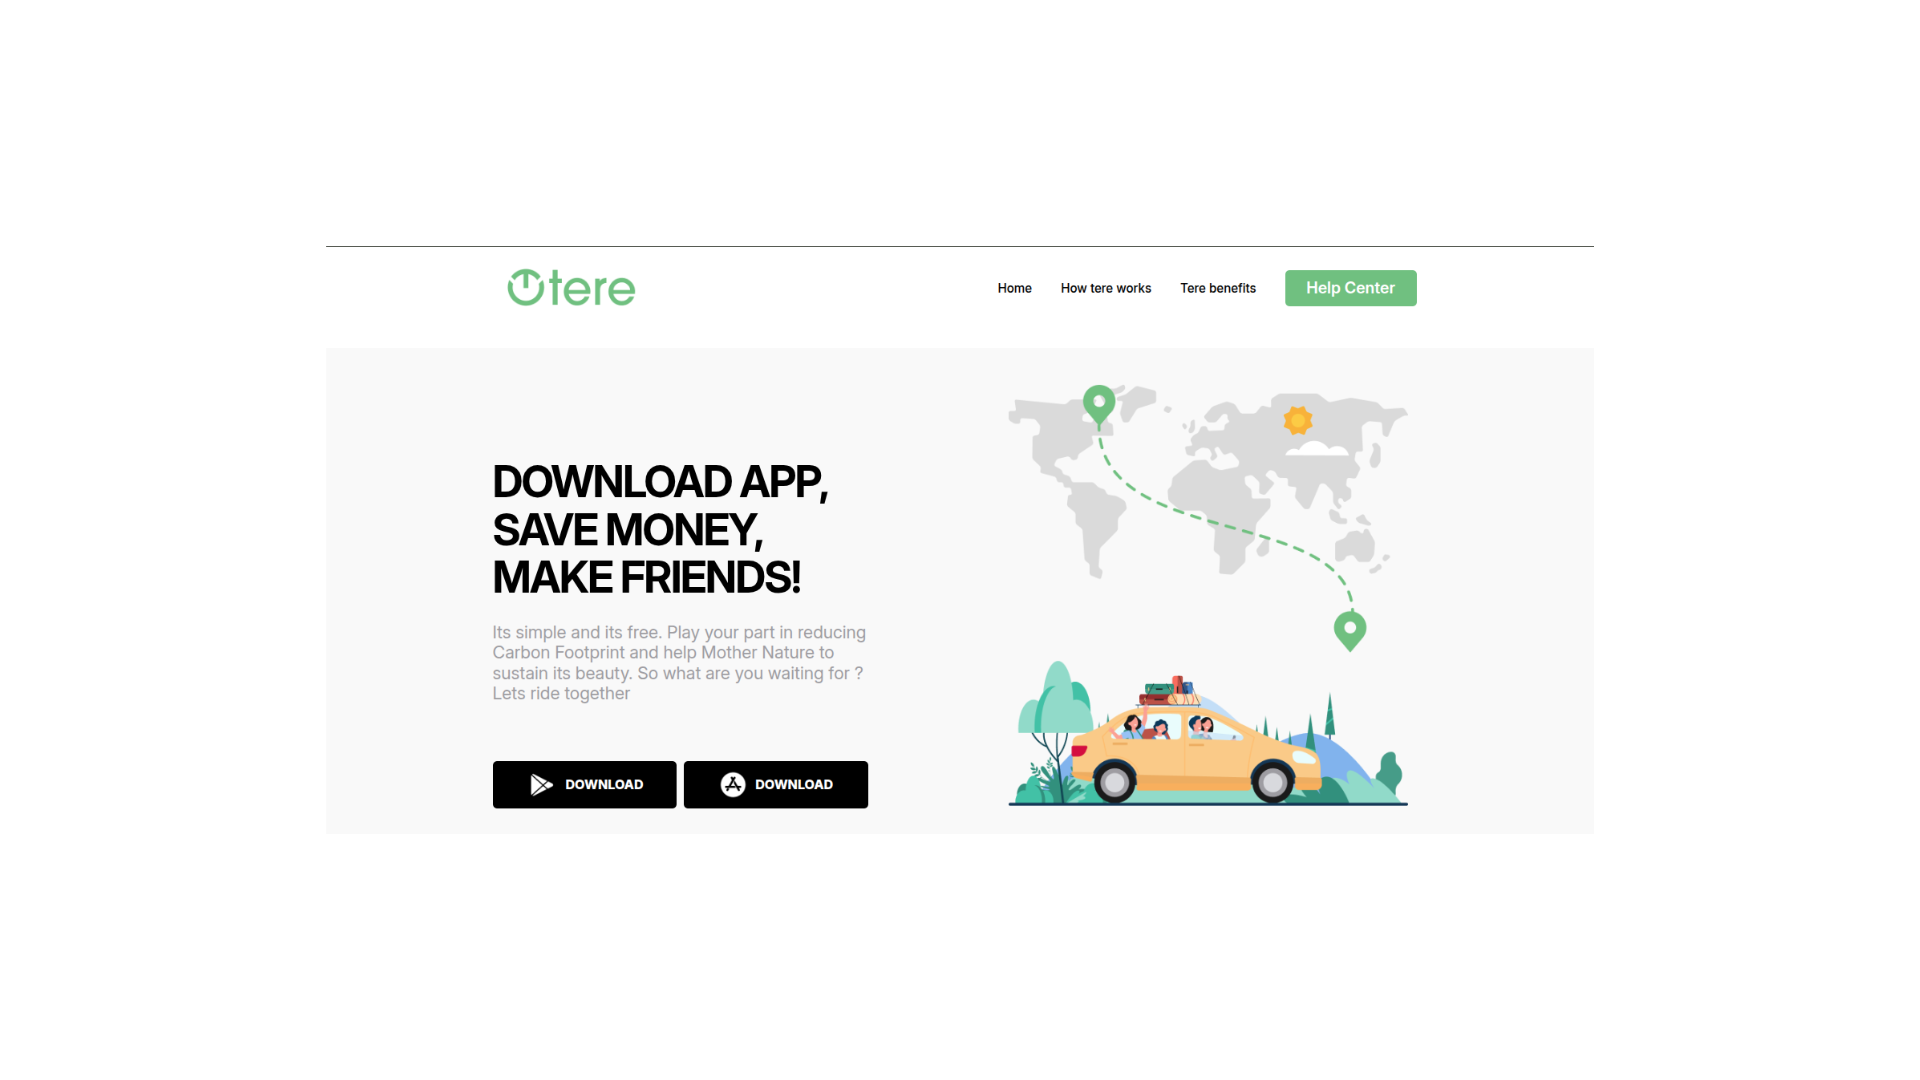 tere
Home
How tere works
Tere benefits
Help Center
DOWNLOAD APP,
SAVE MONEY,
MAKE FRIENDS!
Its simple and its free. Play your part in reducing
Carbon Footprint and help Mother Nature to
sustain its beauty. So what are you waiting for ?
Lets ride together
DOWNLOAD
DOWNLOAD